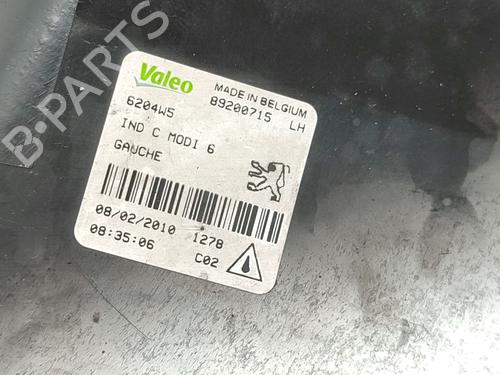 Valeo
MADE IN BELGIUM
6204W5 89200715 LH
IND C MODI 6
GAUCHE
08/02/2010 1278
08:35:06 C02
B-PARTS